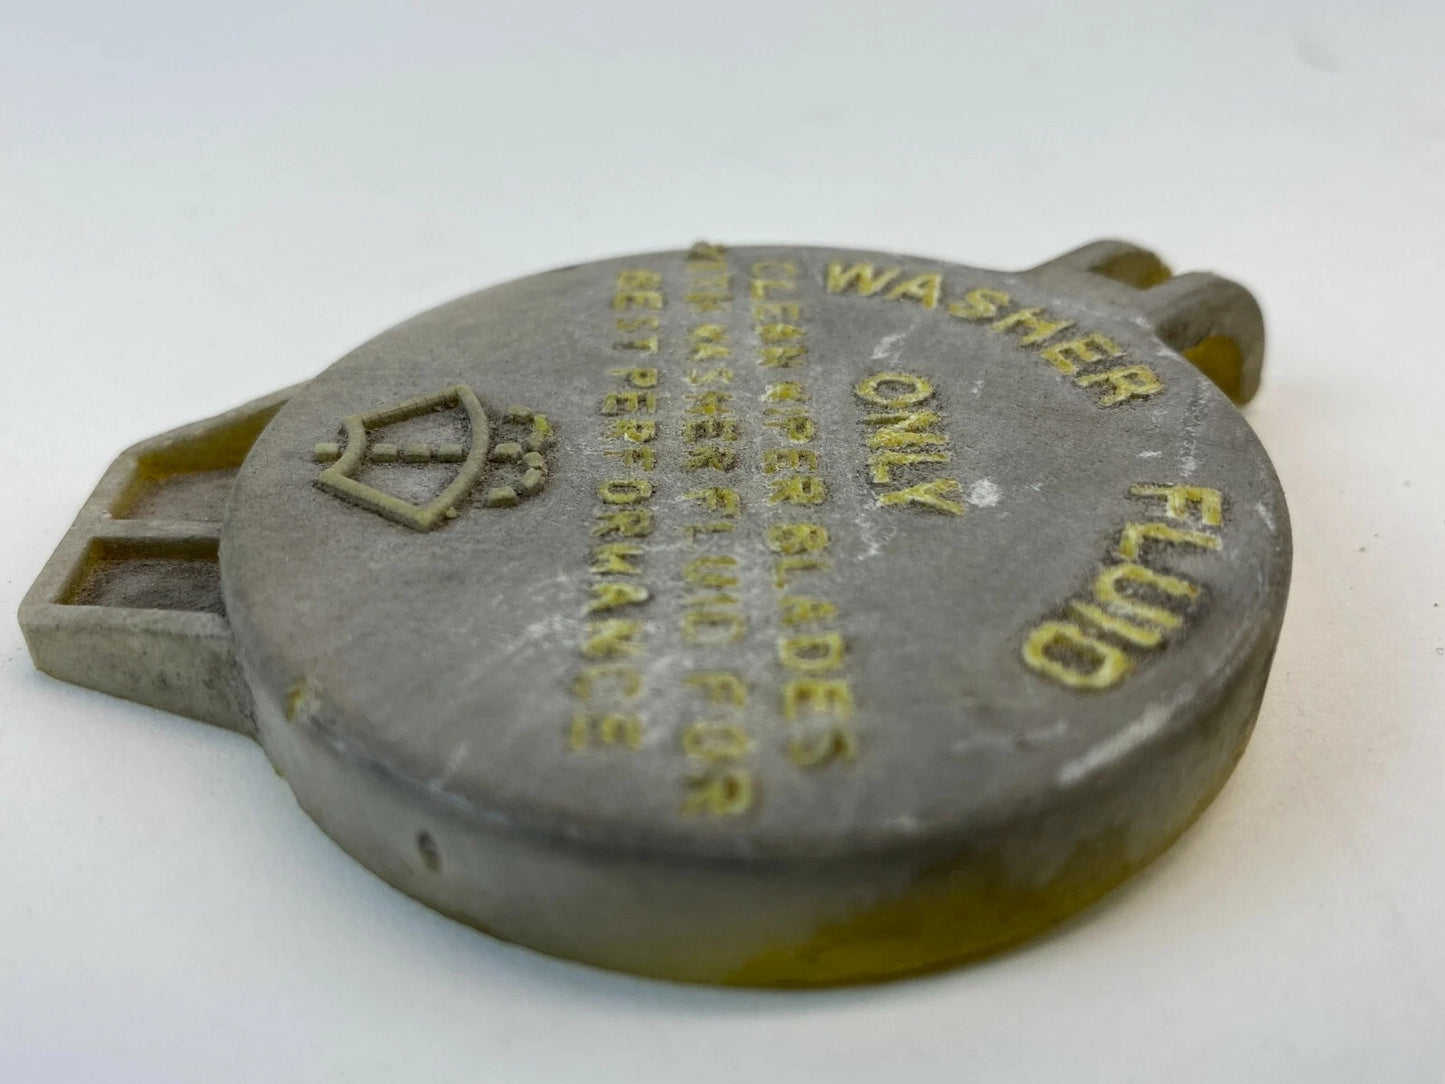 WASHER FLUID
ONLY
CLEAN WIPER BLADES
WITH WASHER FLUID FOR
BEST PERFORMANCE